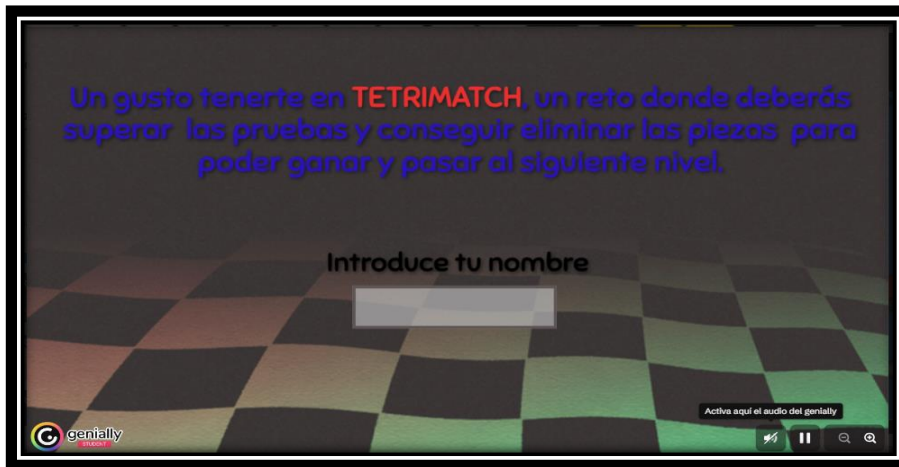 Un gusto tenerte en TETRIMATCH, un reto donde deberás
superar las pruebas y conseguir eliminar las piezas para
poder ganar y pasar al siguiente nivel.
Introduce tu nombre
Activa aquí el audio del genially
genially
STUDENT